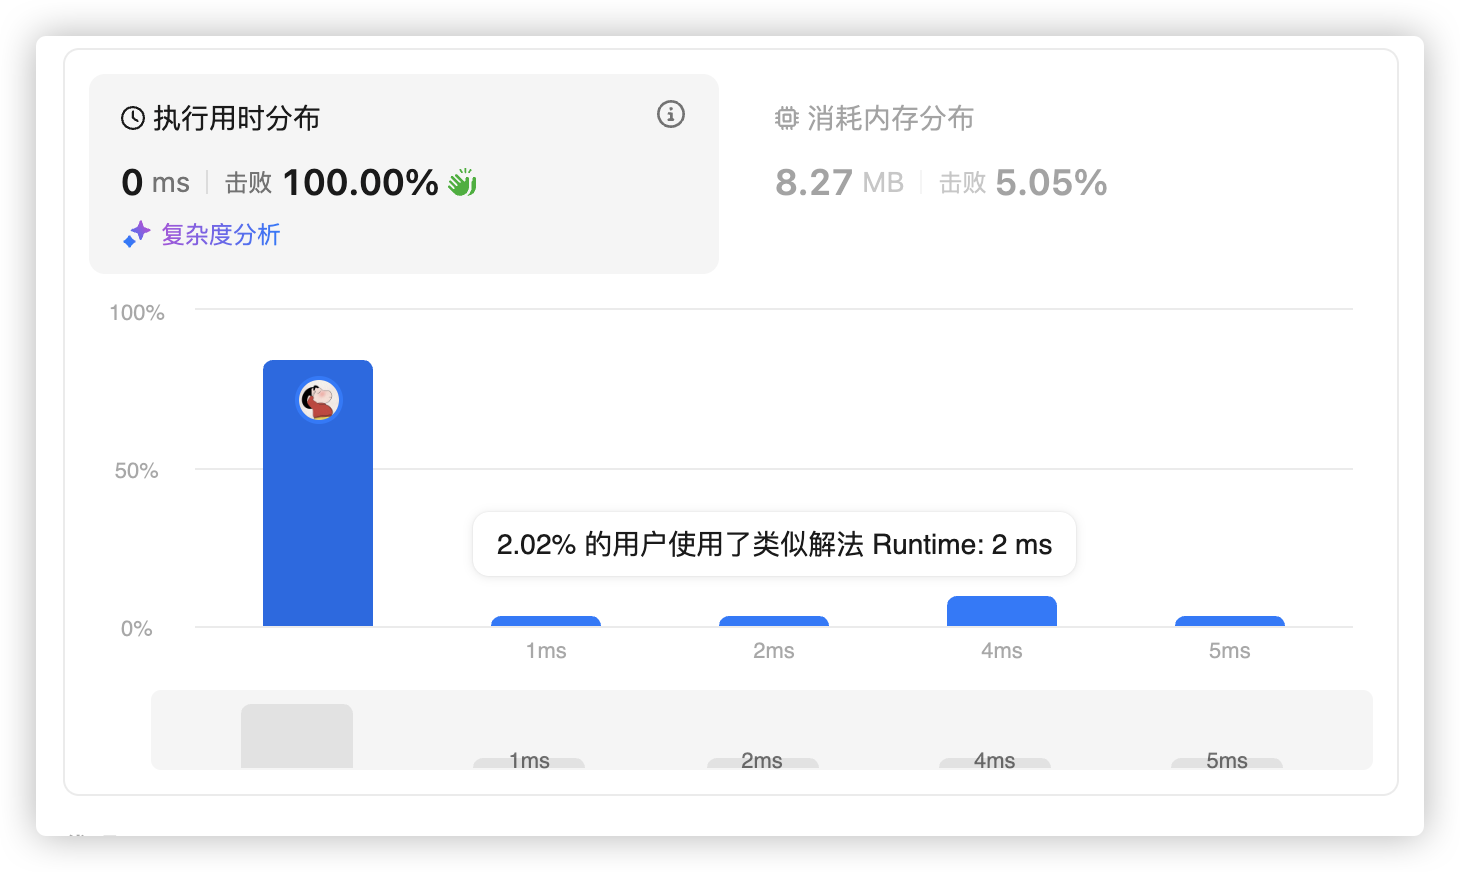 执行用时分布
0 ms 击败 100.00%
复杂度分析
消耗内存分布
8.27 MB 击败 5.05%
100%
50%
0%
2.02% 的用户使用了类似解法 Runtime: 2 ms
1ms 2ms 4ms 5ms
1ms 2ms 4ms 5ms